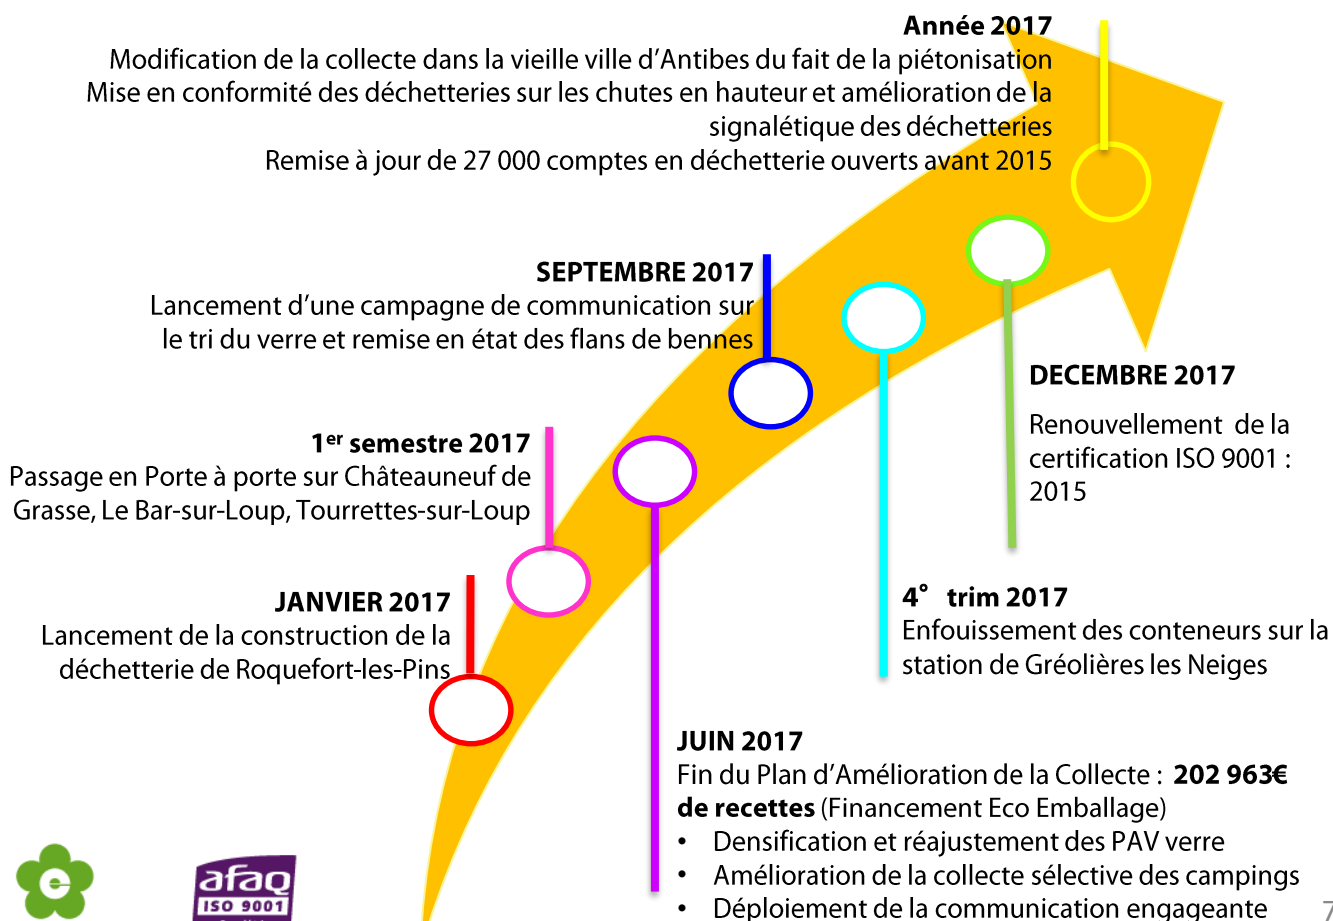 Année 2017
Modification de la collecte dans la vieille ville d'Antibes du fait de la piétonisation
Mise en conformité des déchetteries sur les chutes en hauteur et amélioration de la
signalétique des déchetteries
Remise à jour de 27 000 comptes en déchetterie ouverts avant 2015
SEPTEMBRE 2017
Lancement d'une campagne de communication sur
le tri du verre et remise en état des flans de bennes
DECEMBRE 2017
Renouvellement de la
certification ISO 9001 :
2015
1er semestre 2017
Passage en Porte à porte sur Châteauneuf de
Grasse, Le Bar-sur-Loup, Tourrettes-sur-Loup
4° trim 2017
Enfouissement des conteneurs sur la
station de Gréolières les Neiges
JANVIER 2017
Lancement de la construction de la
déchetterie de Roquefort-les-Pins
JUIN 2017
Fin du Plan d'Amélioration de la Collecte : 202 963€
de recettes (Financement Eco Emballage)
• Densification et réajustement des PAV verre
• Amélioration de la collecte sélective des campings
• Déploiement de la communication engageante
e
afaq
ISO 9001
7